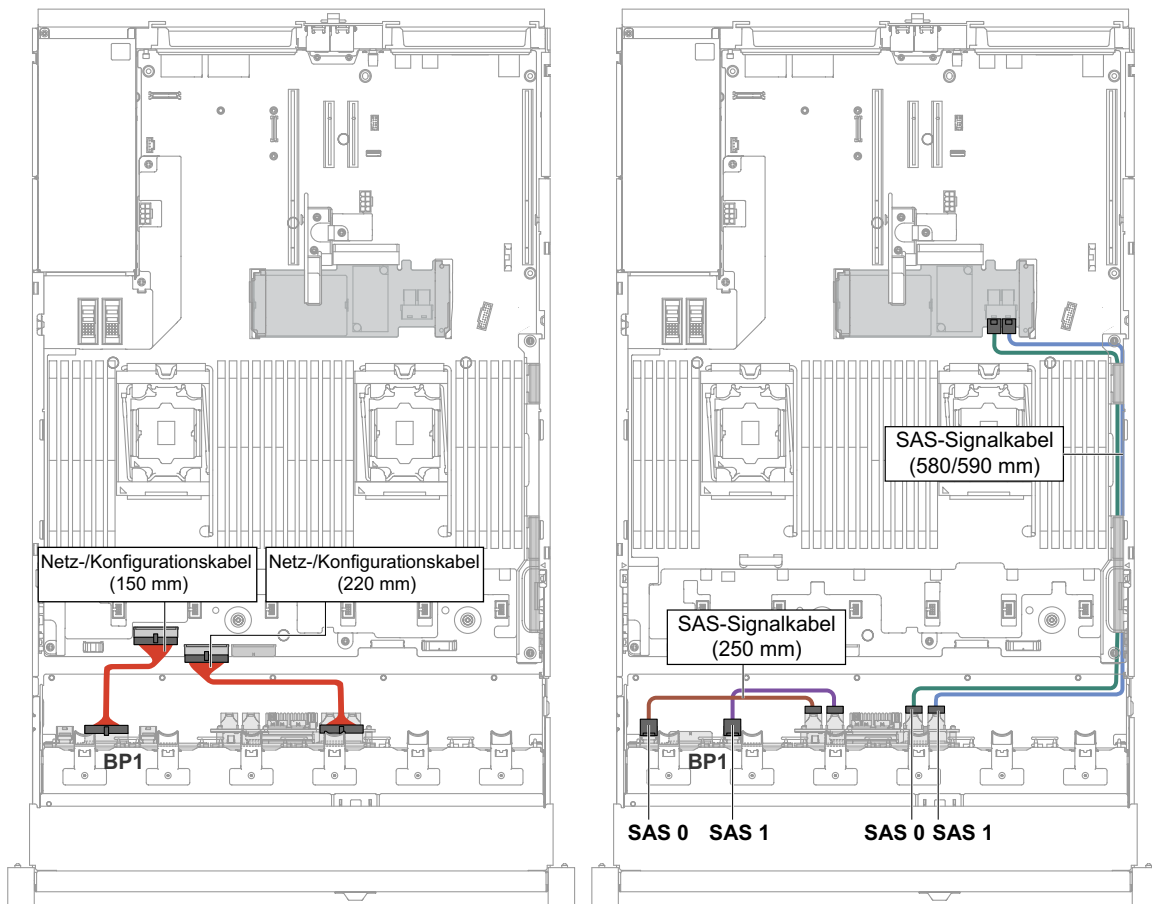 Netz-/Konfigurationskabel
(150 mm)
Netz-/Konfigurationskabel
(220 mm)
BP1
SAS-Signalkabel
(580/590 mm)
SAS-Signalkabel
(250 mm)
BP1
SAS 0
SAS 1
SAS 0
SAS 1